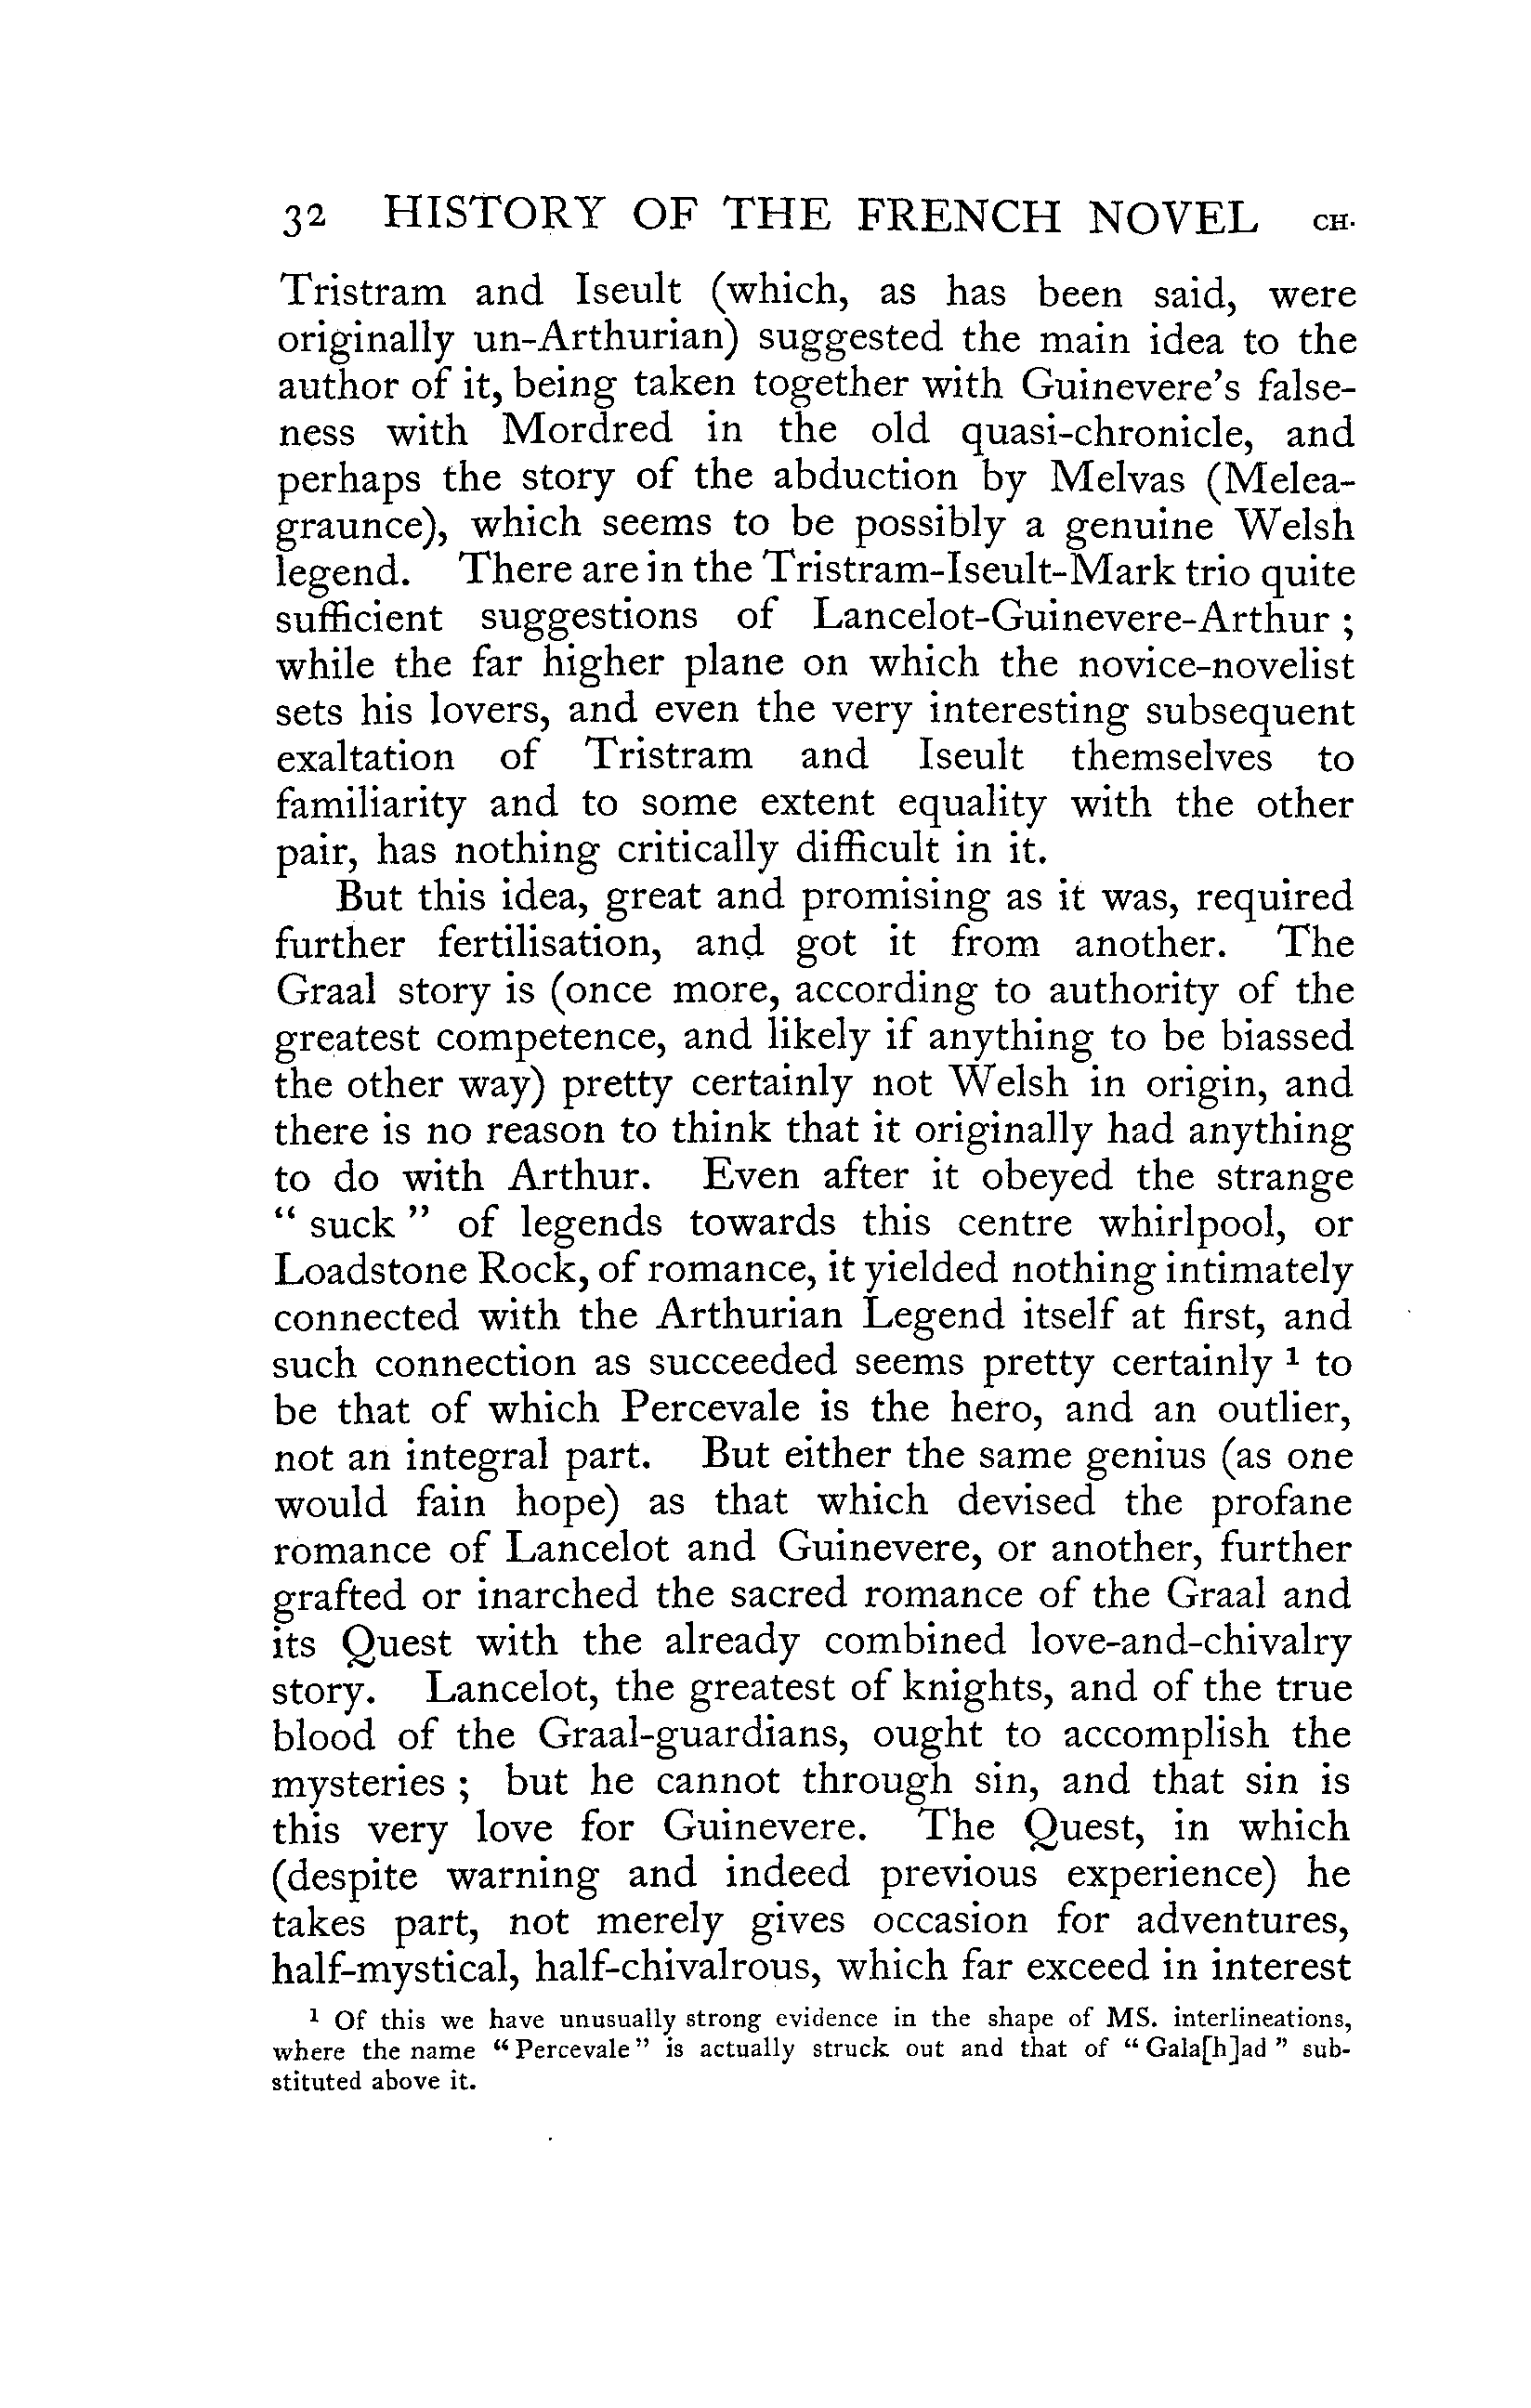 32 HISTORY OF THE FRENCH NOVEL CH.
Tristram and Iseult (which, as has been said, were
originally un-Arthurian) suggested the main idea to the
author of it, being taken together with Guinevere's false-
ness with Mordred in the old quasi-chronicle, and
perhaps the story of the abduction by Melvas (Melea-
graunce), which seems to be possibly a genuine Welsh
legend. There are in the Tristram-Iseult-Mark trio quite
sufficient suggestions of Lancelot-Guinevere-Arthur ;
while the far higher plane on which the novice-novelist
sets his lovers, and even the very interesting subsequent
exaltation of Tristram and Iseult themselves to
familiarity and to some extent equality with the other
pair, has nothing critically difficult in it.
But this idea, great and promising as it was, required
further fertilisation, and got it from another. The
Graal story is (once more, according to authority of the
greatest competence, and likely if anything to be biassed
the other way) pretty certainly not Welsh in origin, and
there is no reason to think that it originally had anything
to do with Arthur. Even after it obeyed the strange
“ suck ” of legends towards this centre whirlpool, or
Loadstone Rock, of romance, it yielded nothing intimately
connected with the Arthurian Legend itself at first, and
such connection as succeeded seems pretty certainly ¹ to
be that of which Percevale is the hero, and an outlier,
not an integral part. But either the same genius (as one
would fain hope) as that which devised the profane
romance of Lancelot and Guinevere, or another, further
grafted or inarched the sacred romance of the Graal and
its Quest with the already combined love-and-chivalry
story. Lancelot, the greatest of knights, and of the true
blood of the Graal-guardians, ought to accomplish the
mysteries ; but he cannot through sin, and that sin is
this very love for Guinevere. The Quest, in which
(despite warning and indeed previous experience) he
takes part, not merely gives occasion for adventures,
half-mystical, half-chivalrous, which far exceed in interest
¹ Of this we have unusually strong evidence in the shape of MS. interlineations,
where the name “Percevale” is actually struck out and that of “Gala[h]ad” sub-
stituted above it.